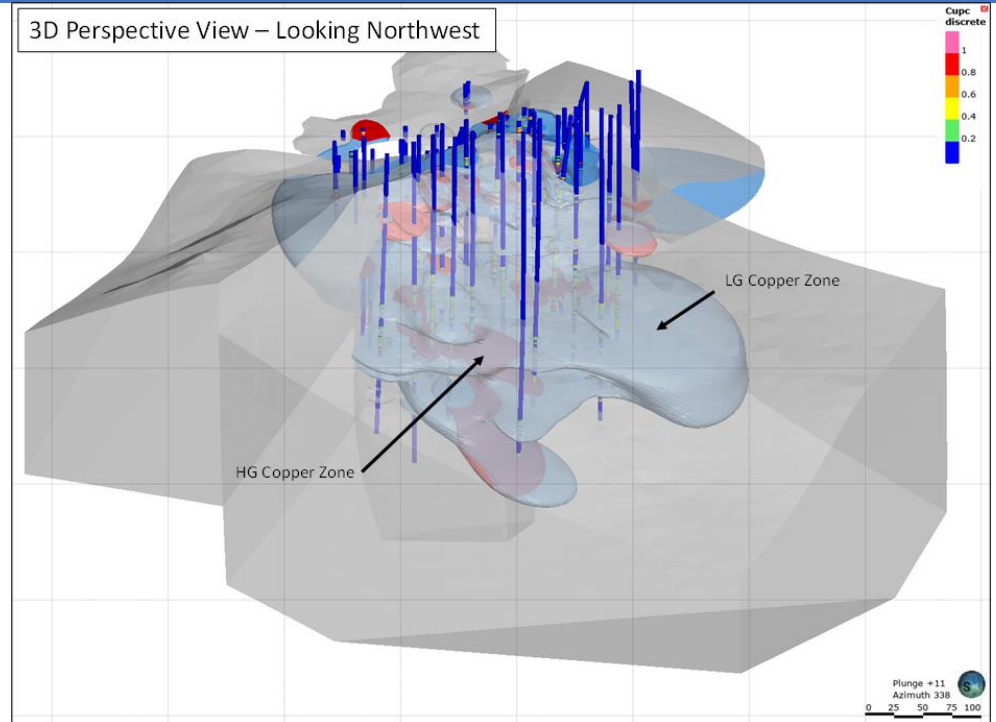 3D Perspective View – Looking Northwest
Cupc
discrete
1
0.8
0.6
0.4
0.2
LG Copper Zone
HG Copper Zone
Plunge +11
Azimuth 338
S
0 25 50 75 100